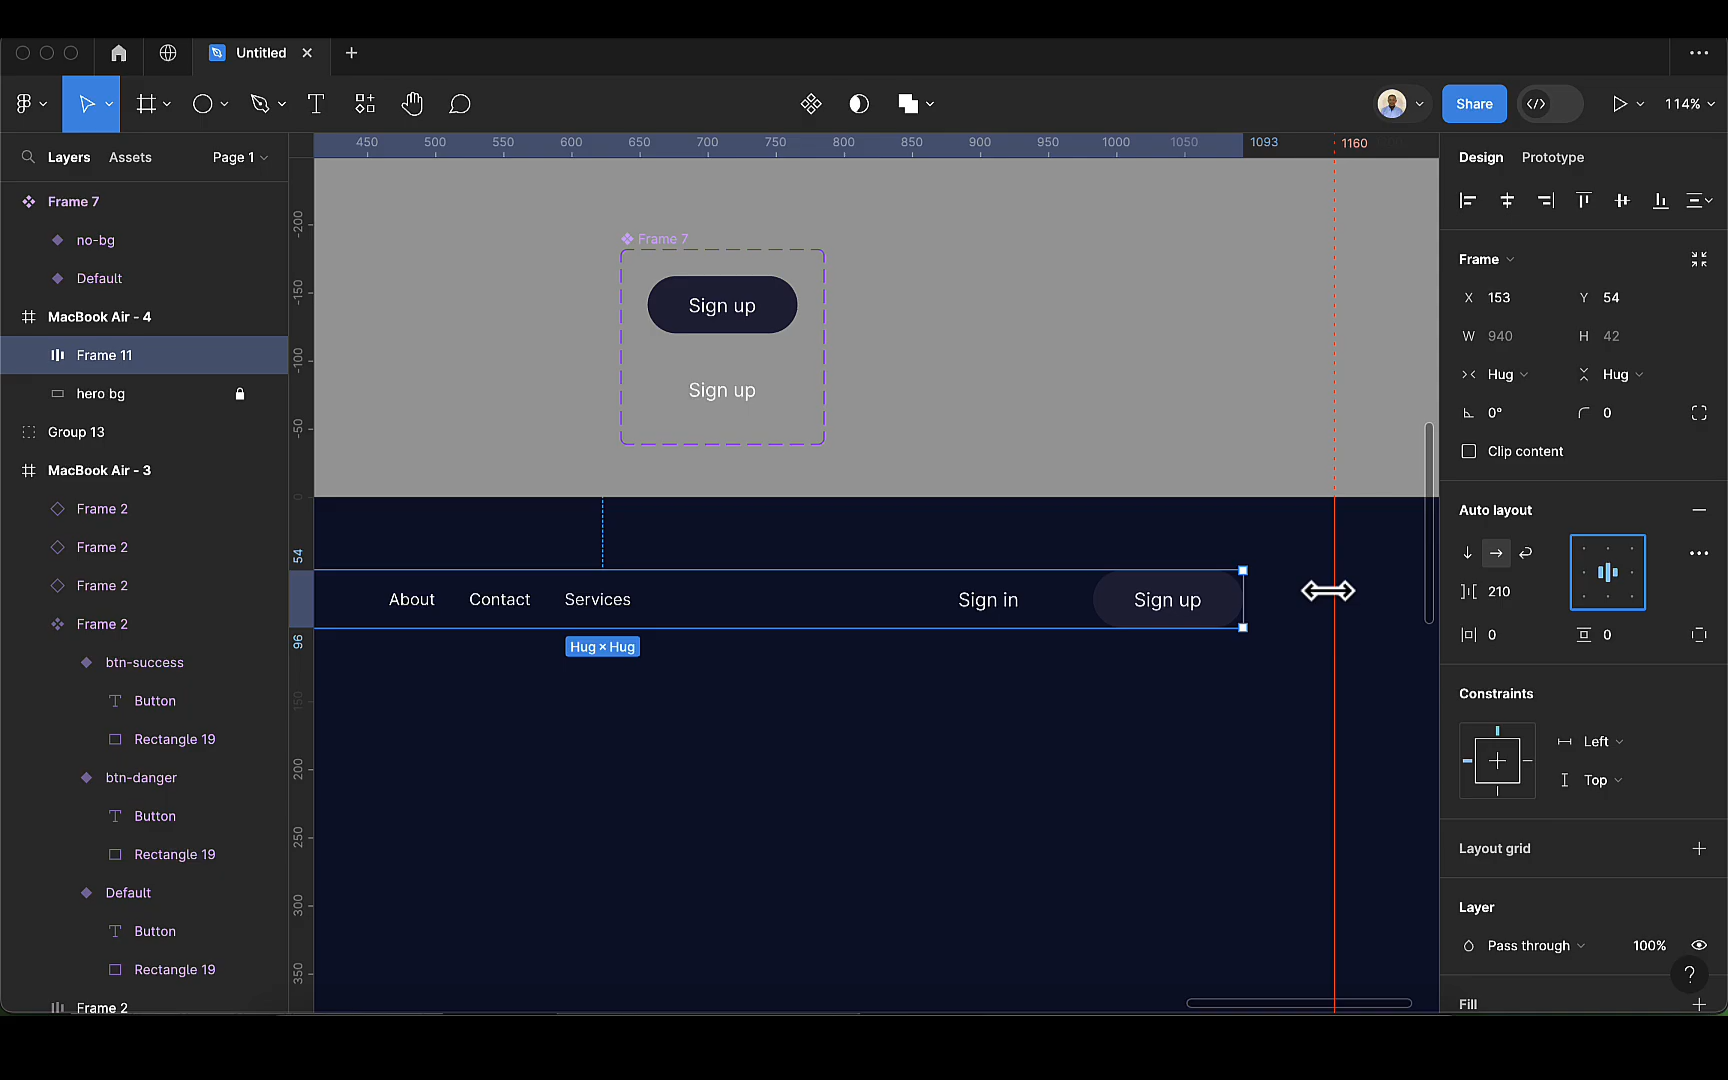 Untitled
Share
114%
Layers Assets Page 1
Frame 7
no-bg
Default
MacBook Air - 4
Frame 11
hero bg
Group 13
MacBook Air - 3
Frame 2
Frame 2
Frame 2
Frame 2
btn-success
Button
Rectangle 19
btn-danger
Button
Rectangle 19
Default
Button
Rectangle 19
Frame 2
450 500 550 600 650 700 750 800 850 900 950 1000 1050 1093 1160
-200
-150
-100
-50
0
54
96
150
200
250
300
350
Frame 7
Sign up
Sign up
About Contact Services Sign in Sign up
Hug × Hug
Design Prototype
Frame
X 153 Y 54
W 940 H 42
Hug Hug
0° 0
Clip content
Auto layout
210
0 0
Constraints
Left
Top
Layout grid
Layer
Pass through 100%
Fill
?